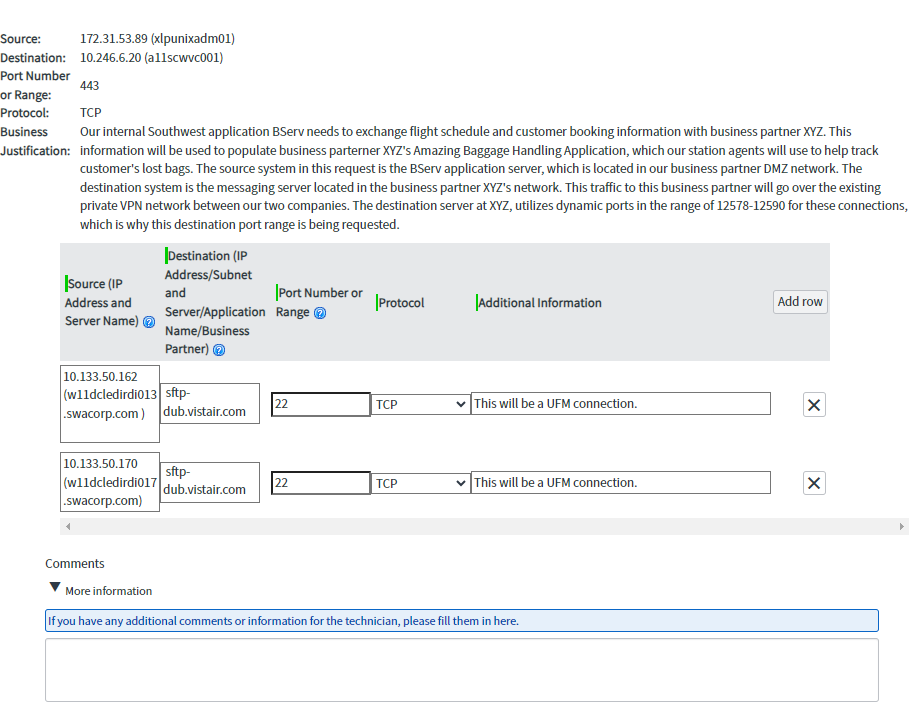 Source: 172.31.53.89 (xlpunixadm01)
Destination: 10.246.6.20 (a11scwvc001)
Port Number
or Range: 443
Protocol: TCP
Business Our internal Southwest application BServ needs to exchange flight schedule and customer booking information with business partner XYZ. This
Justification: information will be used to populate business parterner XYZ's Amazing Baggage Handling Application, which our station agents will use to help track
customer's lost bags. The source system in this request is the BServ application server, which is located in our business partner DMZ network. The
destination system is the messaging server located in the business partner XYZ's network. This traffic to this business partner will go over the existing
private VPN network between our two companies. The destination server at XYZ, utilizes dynamic ports in the range of 12578-12590 for these connections,
which is why this destination port range is being requested.
Source (IP
Address and
Server Name)
Destination (IP
Address/Subnet
and
Server/Application
Name/Business
Partner)
Port Number or
Range
Protocol
Additional Information
Add row
10.133.50.162
(w11dcledirdi013
.swacorp.com )
sftp-
dub.vistair.com
22
TCP
This will be a UFM connection.
10.133.50.170
(w11dcledirdi017
.swacorp.com)
sftp-
dub.vistair.com
22
TCP
This will be a UFM connection.
Comments
More information
If you have any additional comments or information for the technician, please fill them in here.